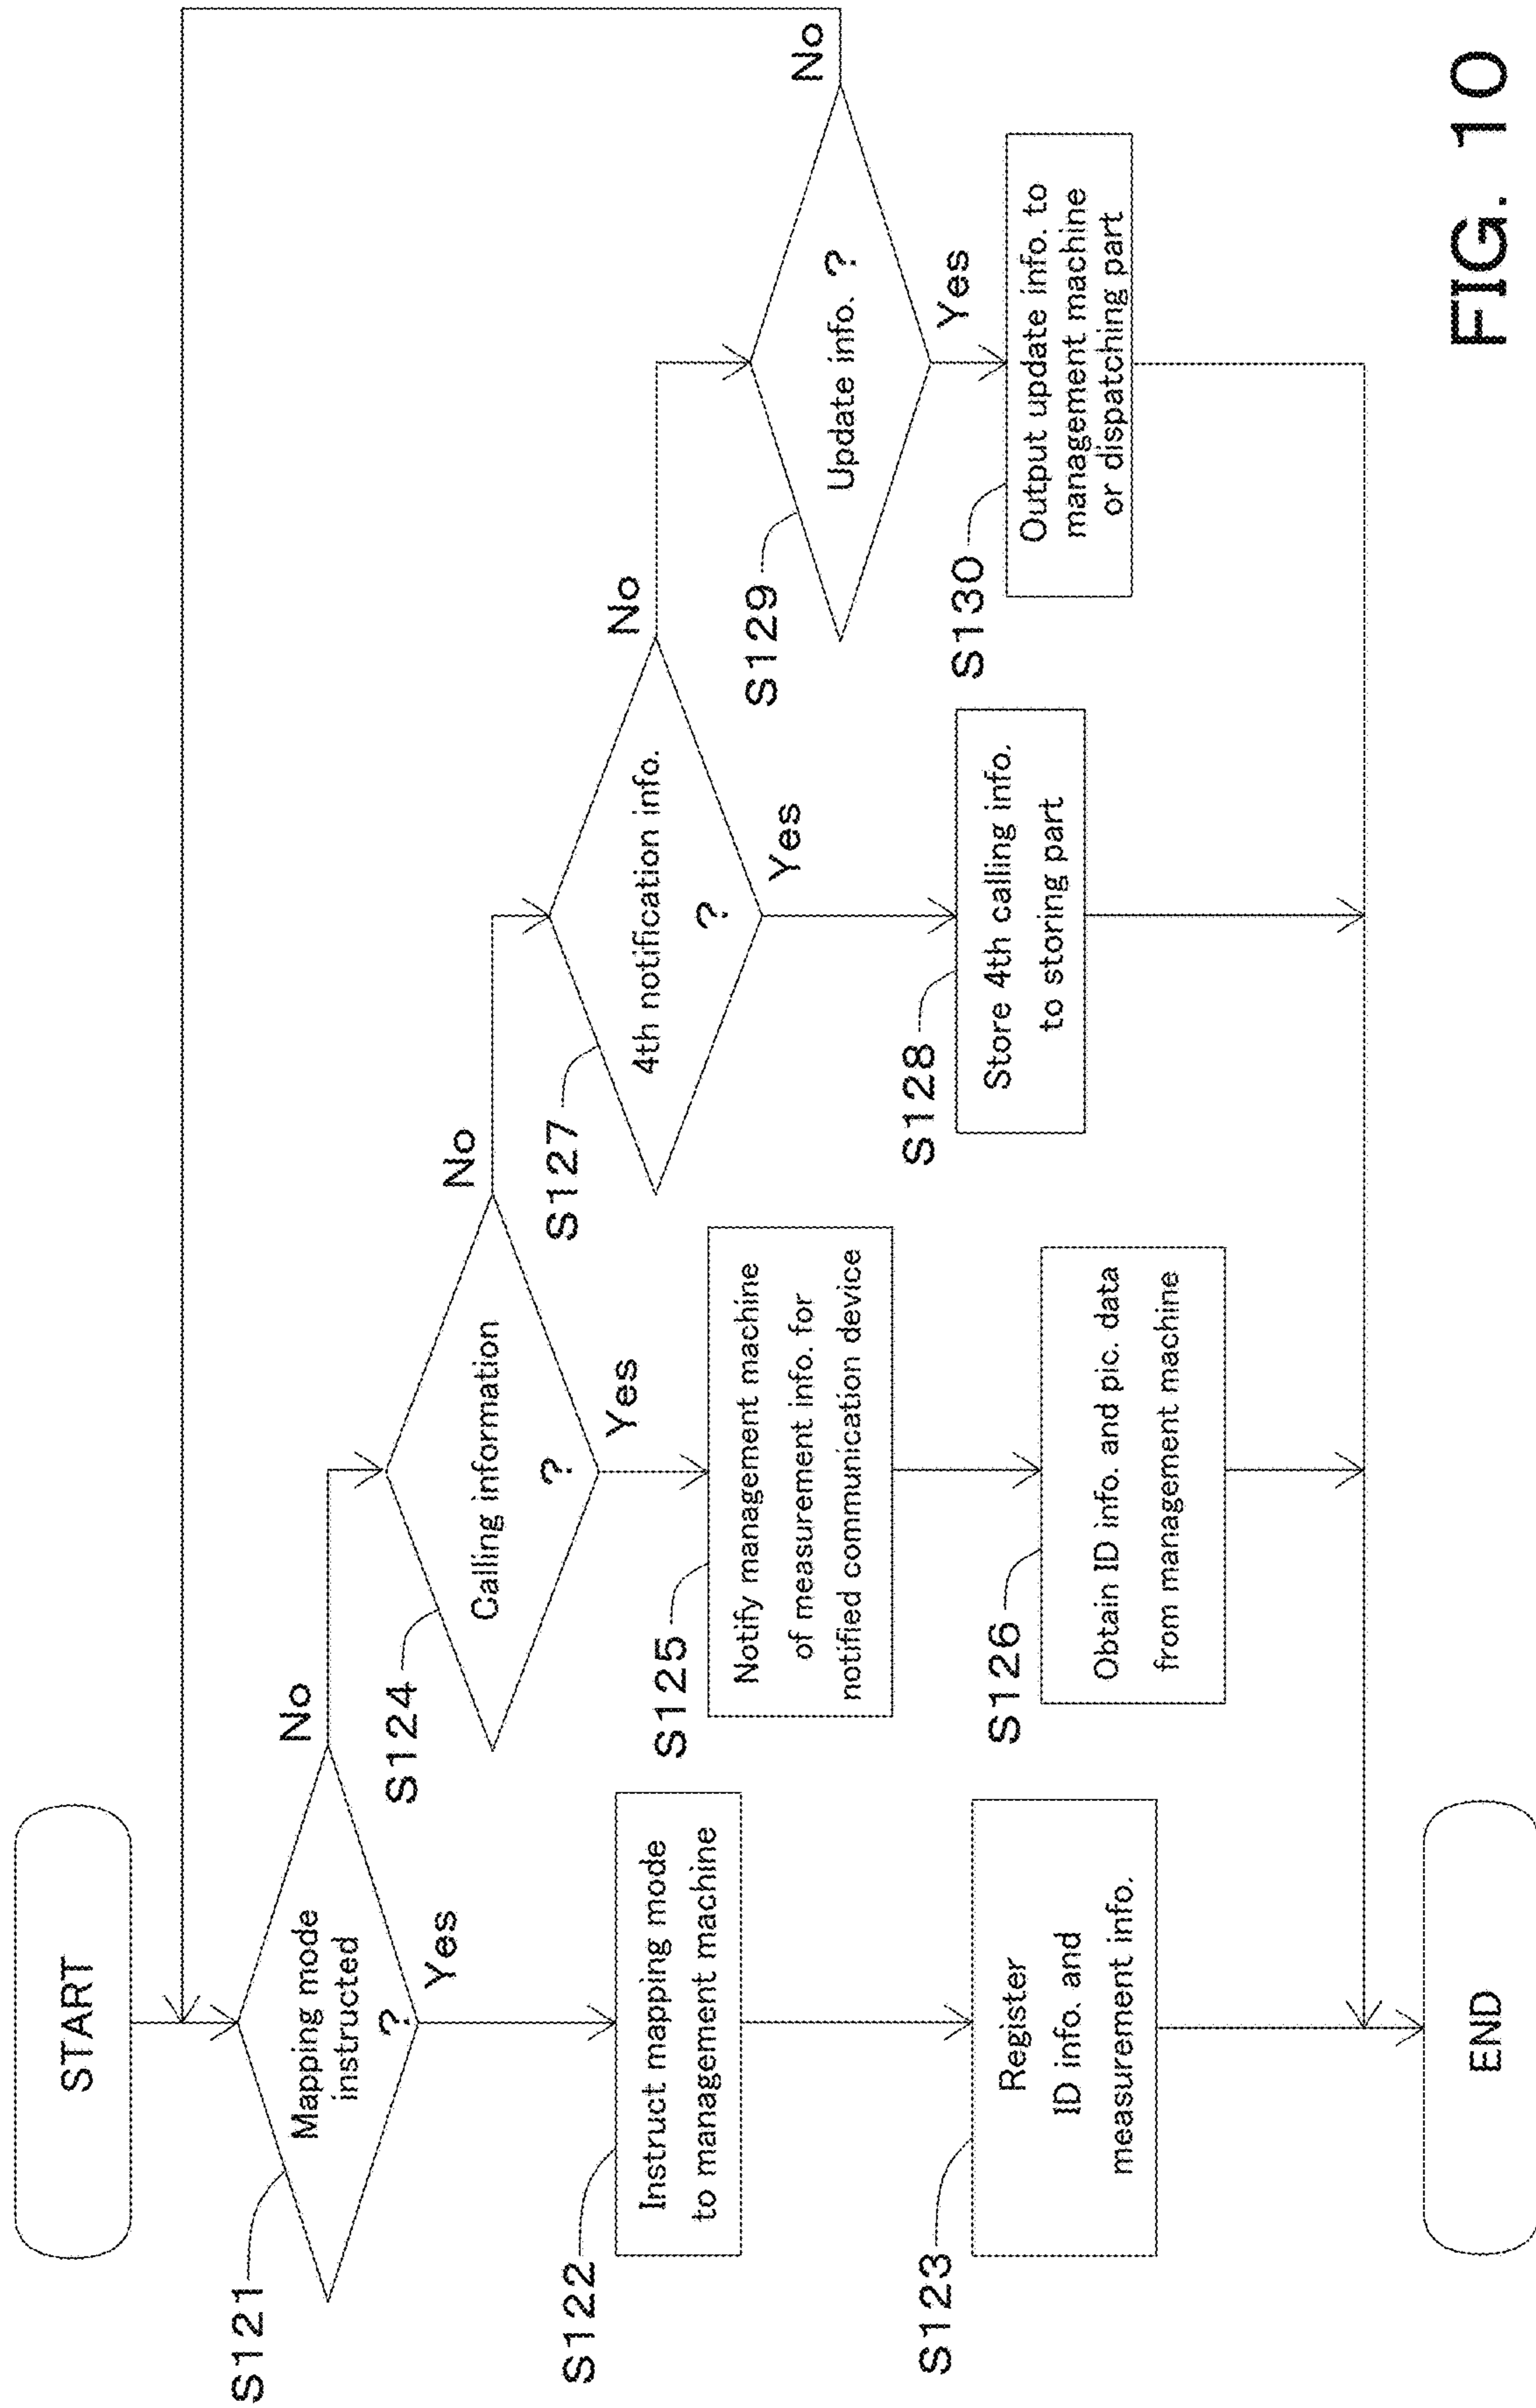 START
S121
Mapping mode
instructed
?
Yes
No
S122
Instruct mapping mode
to management machine
S123
Register
ID info. and
measurement info.
S124
Calling information
?
Yes
No
S125
Notify management machine
of measurement info. for
notified communication device
S126
Obtain ID info. and pic. data
from management machine
S127
4th notification info.
?
Yes
No
S128
Store 4th calling info.
to storing part
S129
Update info. ?
Yes
No
S130
Output update info. to
management machine
or dispatching part
END
FIG. 10